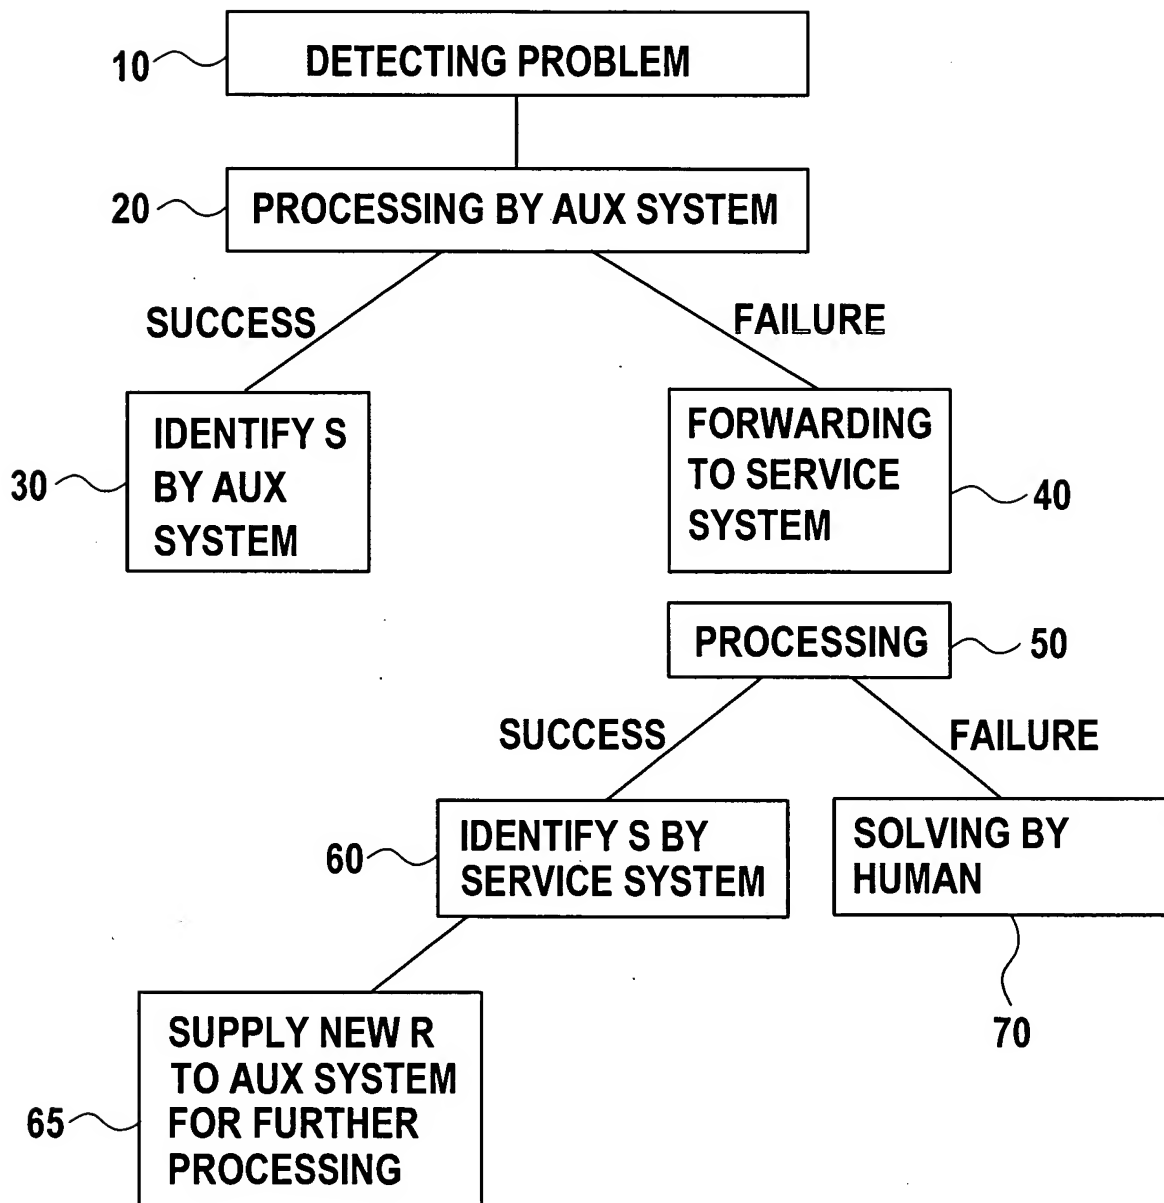 10
DETECTING PROBLEM
20
PROCESSING BY AUX SYSTEM
SUCCESS
FAILURE
30
IDENTIFY S
BY AUX
SYSTEM
FORWARDING
TO SERVICE
SYSTEM
40
PROCESSING
50
SUCCESS
FAILURE
60
IDENTIFY S BY
SERVICE SYSTEM
SOLVING BY
HUMAN
70
65
SUPPLY NEW R
TO AUX SYSTEM
FOR FURTHER
PROCESSING